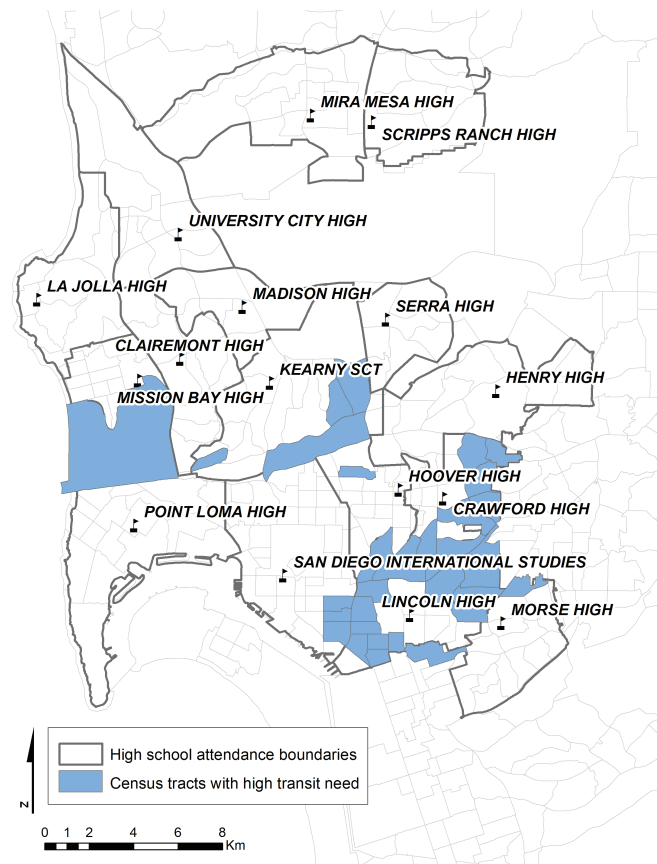 MIRA MESA HIGH
SCRIPPS RANCH HIGH
UNIVERSITY CITY HIGH
LA JOLLA HIGH
MADISON HIGH
SERRA HIGH
CLAIREMONT HIGH
KEARNY SCT
HENRY HIGH
MISSION BAY HIGH
HOOVER HIGH
CRAWFORD HIGH
POINT LOMA HIGH
SAN DIEGO INTERNATIONAL STUDIES
LINCOLN HIGH
MORSE HIGH
High school attendance boundaries
Census tracts with high transit need
N
0 1 2 4 6 8
Km